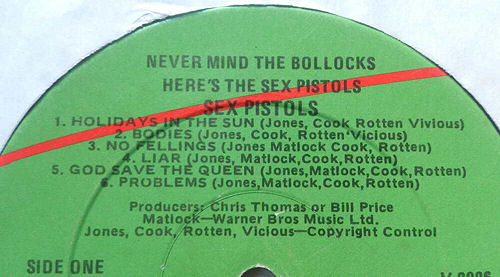 NEVER MIND THE BOLLOCKS
HERE'S THE SEX PISTOLS
SEX PISTOLS
1. HOLIDAYS IN THE SUN (Jones, Cook Rotten Vivious)
2. BODIES (Jones, Cook, Rotten Vicious)
3. NO FELLINGS (Jones Matlock Cook, Rotten)
4. LIAR (Jones, Matlock,Cook,Rotten)
5. GOD SAVE THE QUEEN (Jones,Matlock,Cook,Rotten)
6. PROBLEMS (Jones,Matlock,Cook,Rotten)
Producers: Chris Thomas or Bill Price
Matlock—Warner Bros Music Ltd.
Jones, Cook, Rotten, Vicious—Copyright Control
SIDE ONE